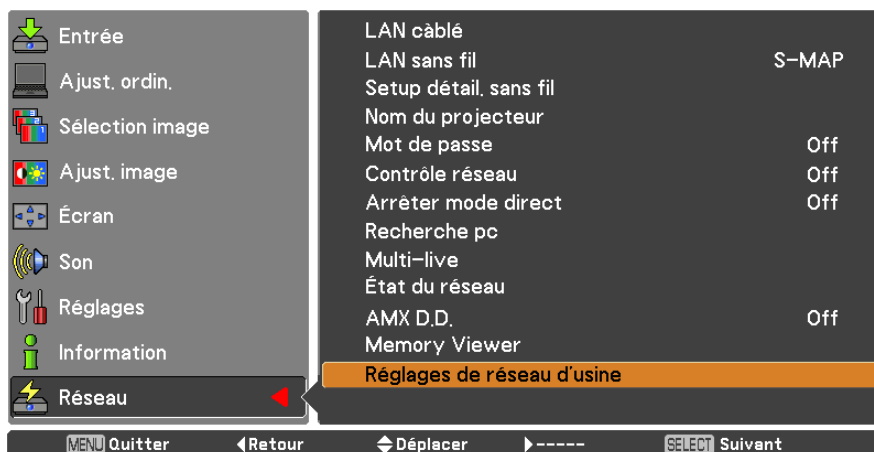 Entrée
Ajust. ordin.
Sélection image
Ajust. image
Écran
Son
Réglages
Information
Réseau
LAN càblé
LAN sans fil S-MAP
Setup détail. sans fil
Nom du projecteur
Mot de passe Off
Contrôle réseau Off
Arrêter mode direct Off
Recherche pc
Multi-live
État du réseau
AMX D.D. Off
Memory Viewer
Réglages de réseau d'usine
MENU Quitter Retour Déplacer ----- SELECT Suivant